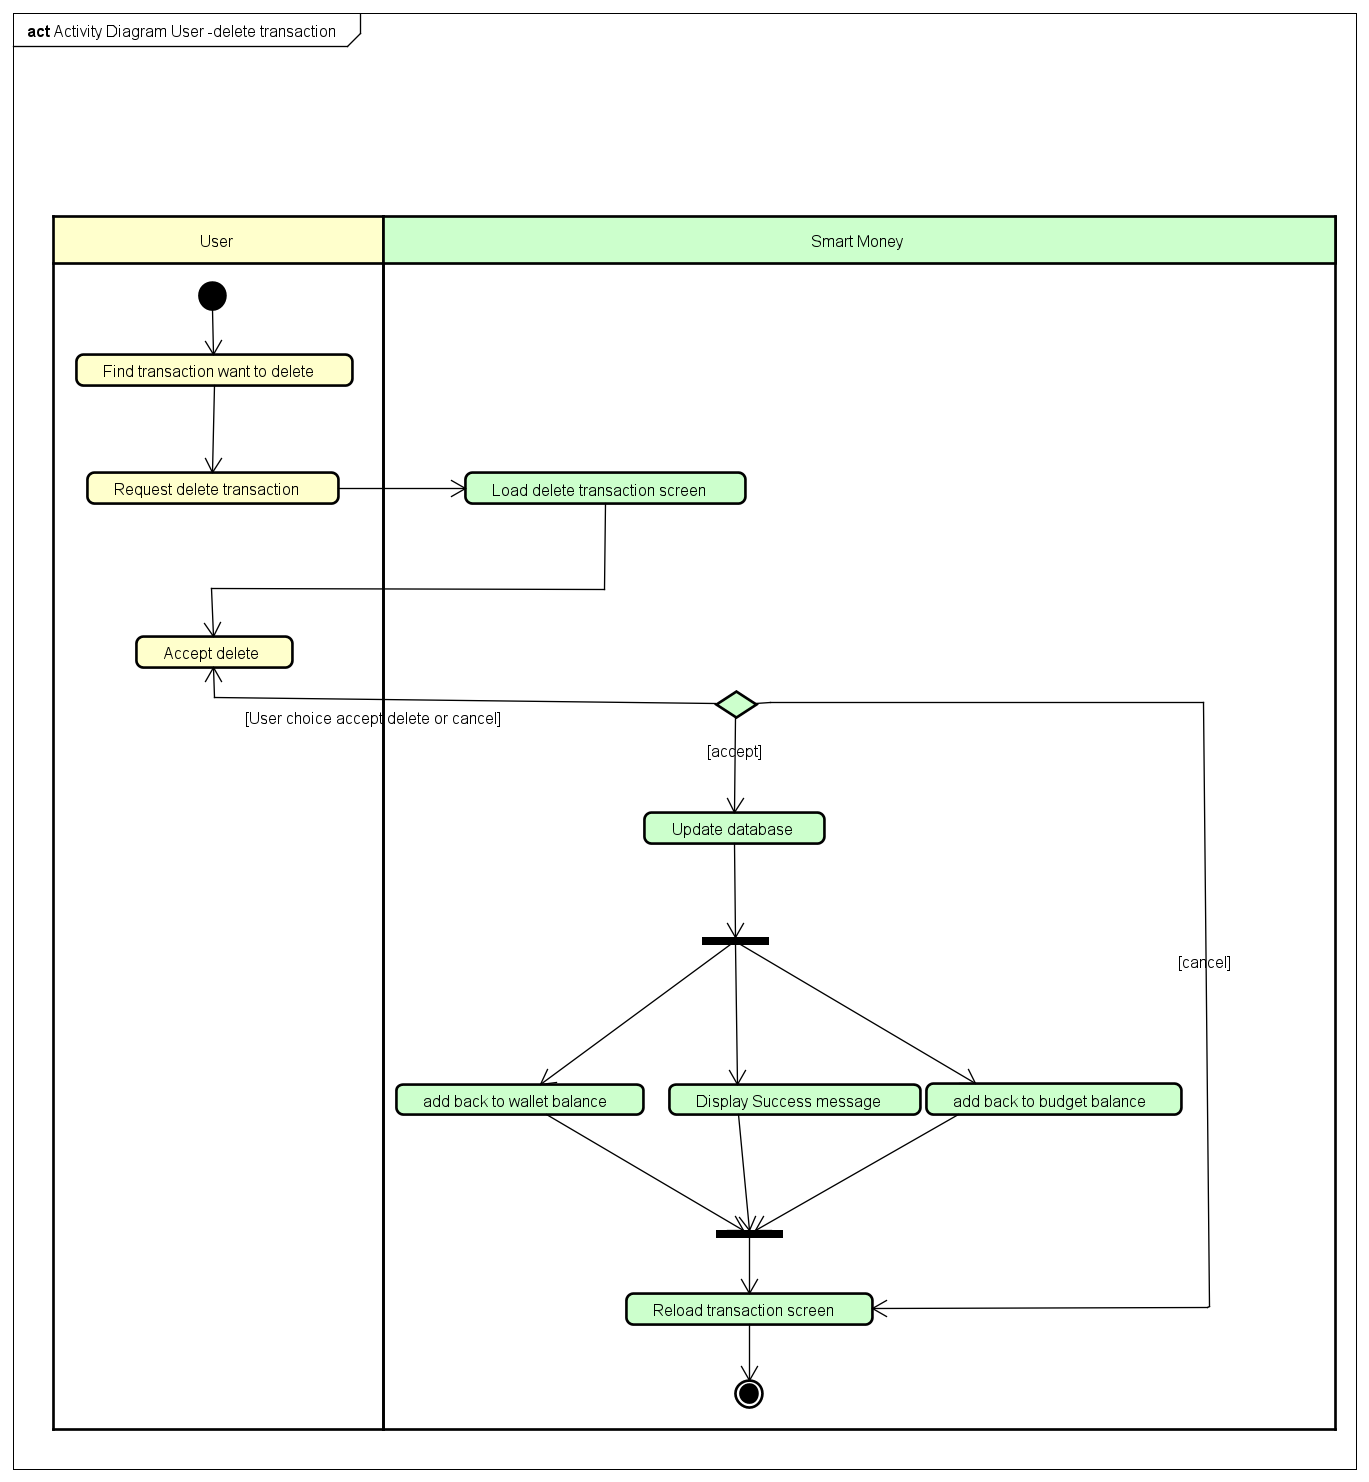 act Activity Diagram User -delete transaction
User
Smart Money
Find transaction want to delete
Request delete transaction
Load delete transaction screen
Accept delete
[User choice accept delete or cancel]
[accept]
Update database
[cancel]
add back to wallet balance
Display Success message
add back to budget balance
Reload transaction screen